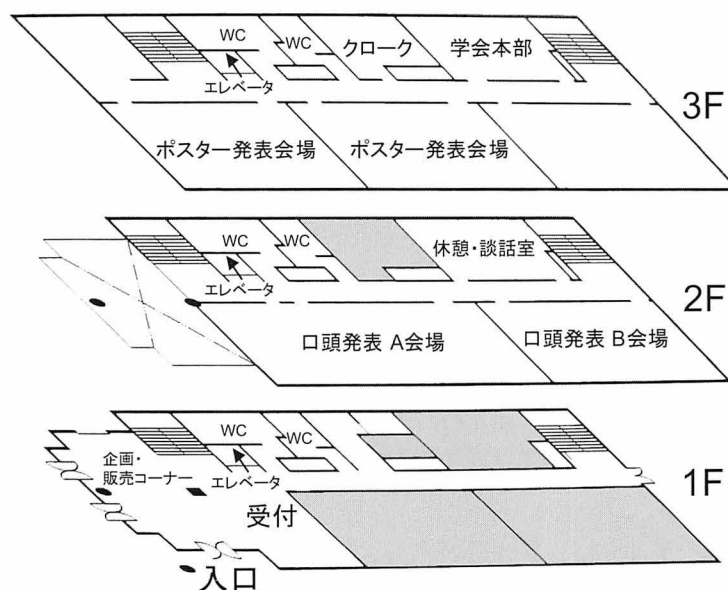 WC
WC
クローク
学会本部
エレベータ
3F
ポスター発表会場
ポスター発表会場
WC
WC
休憩・談話室
エレベータ
2F
口頭発表 A会場
口頭発表 B会場
WC
WC
企画・
販売コーナー
エレベータ
1F
受付
入口